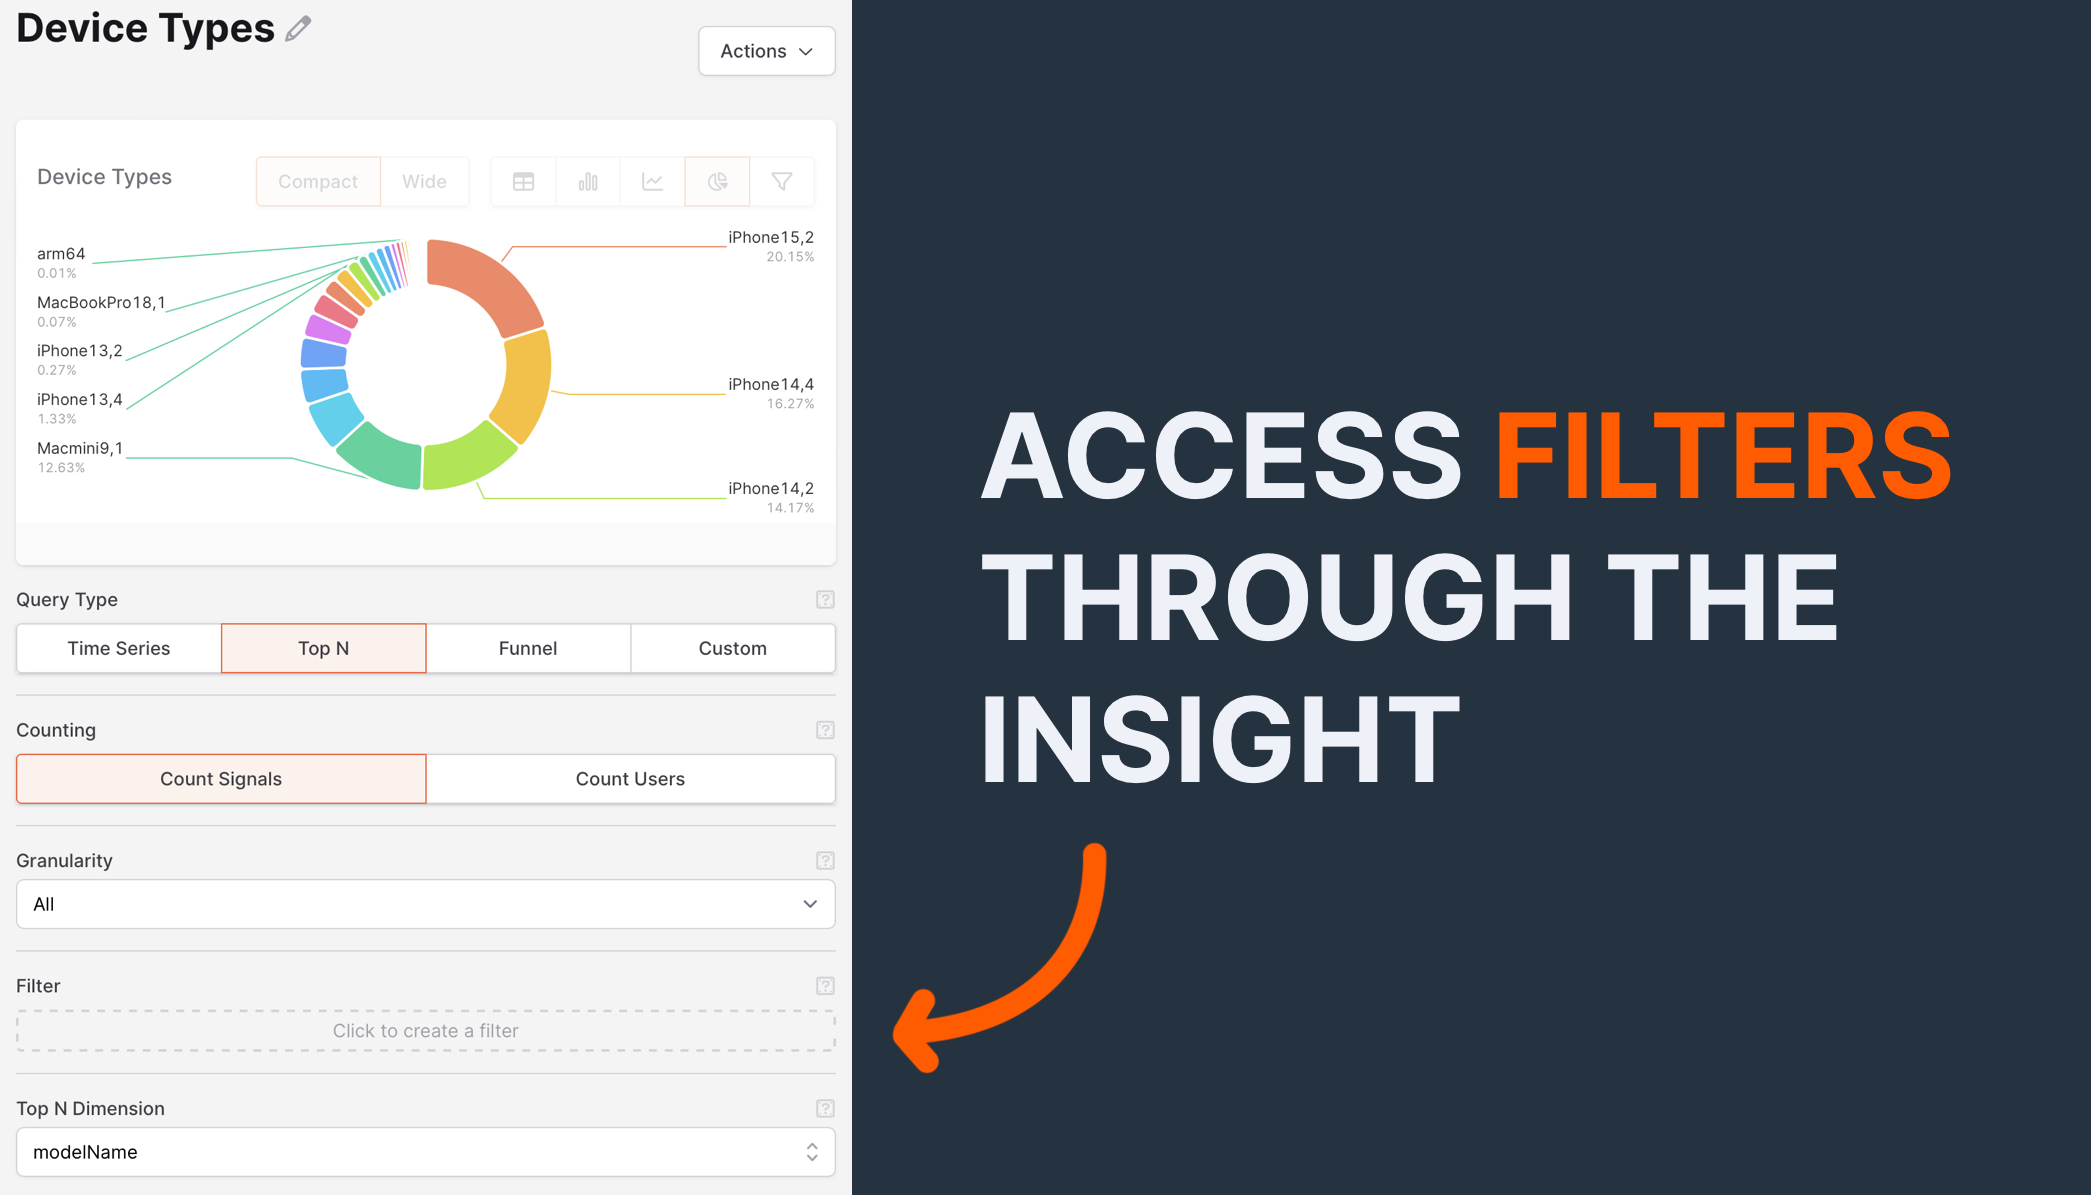 Device Types
Actions
Device Types
Compact
Wide
arm64
0.01%
MacBookPro18,1
0.07%
iPhone13,2
0.27%
iPhone13,4
1.33%
Macmini9,1
12.63%
iPhone15,2
20.15%
iPhone14,4
16.27%
iPhone14,2
14.17%
Query Type
?
Time Series
Top N
Funnel
Custom
Counting
?
Count Signals
Count Users
Granularity
?
All
Filter
?
Click to create a filter
Top N Dimension
?
modelName
ACCESS FILTERS
THROUGH THE
INSIGHT